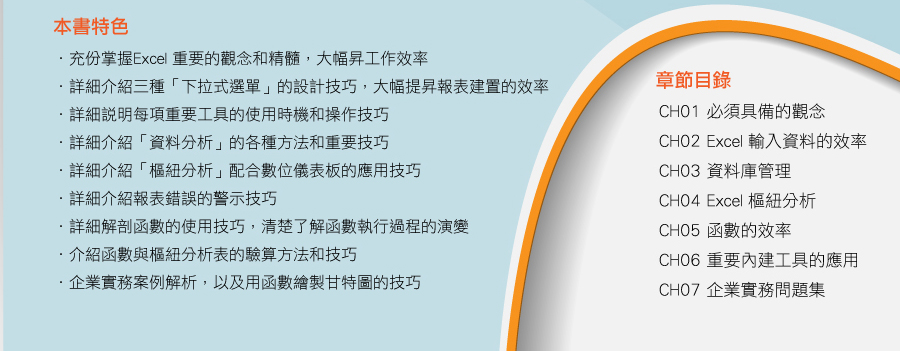 本書特色
．充份掌握Excel 重要的觀念和精髓，大幅昇工作效率
．詳細介紹三種「下拉式選單」的設計技巧，大幅提昇報表建置的效率
．詳細説明每項重要工具的使用時機和操作技巧
．詳細介紹「資料分析」的各種方法和重要技巧
．詳細介紹「樞紐分析」配合數位儀表板的應用技巧
．詳細介紹報表錯誤的警示技巧
．詳細解剖函數的使用技巧，清楚了解函數執行過程的演變
．介紹函數與樞紐分析表的驗算方法和技巧
．企業實務案例解析，以及用函數繪製甘特圖的技巧
章節目錄
CH01 必須具備的觀念
CH02 Excel 輸入資料的效率
CH03 資料庫管理
CH04 Excel 樞紐分析
CH05 函數的效率
CH06 重要內建工具的應用
CH07 企業實務問題集